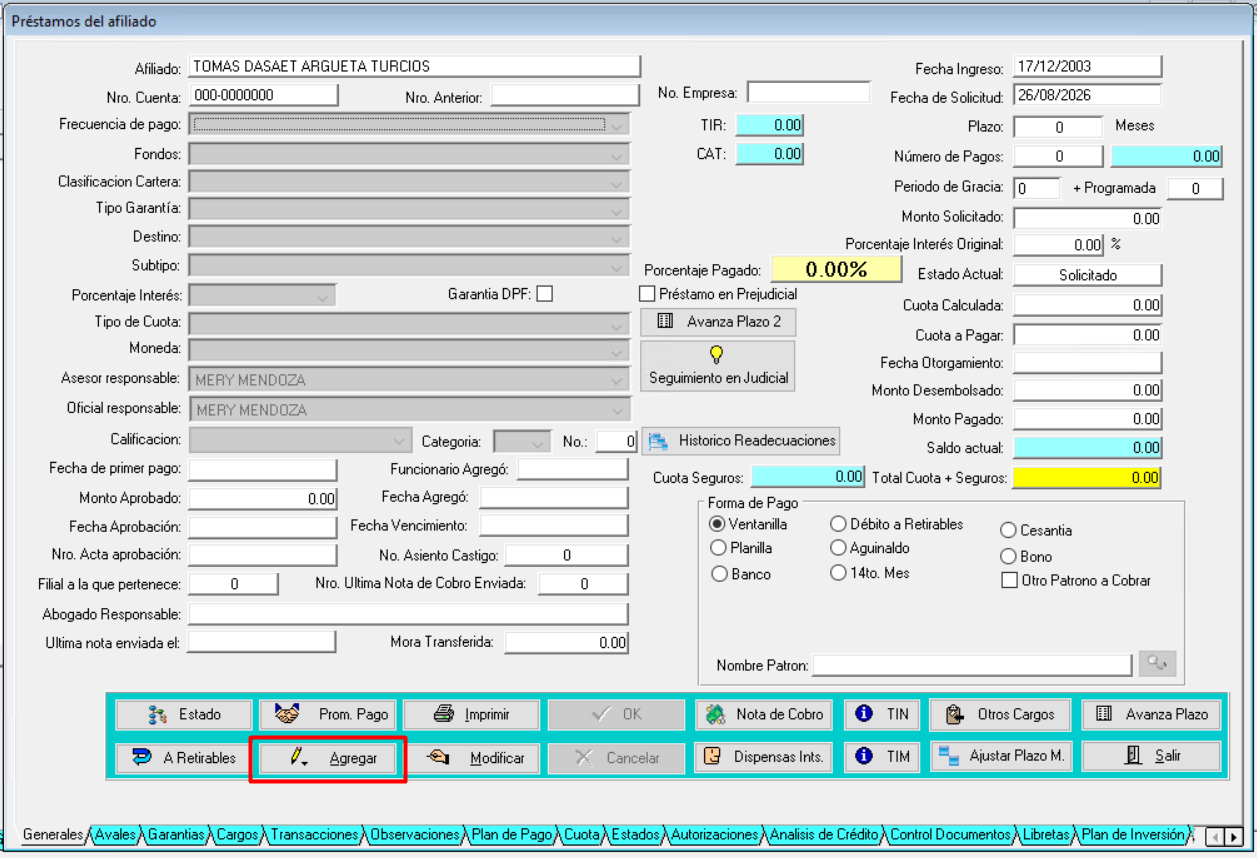 Préstamos del afiliado
Afiliado: TOMAS DASAET ARGUETA TURCIOS Fecha Ingreso: 17/12/2003
Nro. Cuenta: 000-0000000 Nro. Anterior: No. Empresa: Fecha de Solicitud: 26/08/2026
Frecuencia de pago: TIR: 0.00 Plazo: 0 Meses
Fondos: CAT: 0.00 Número de Pagos: 0 0.00
Clasificacion Cartera: Periodo de Gracia: 0 + Programada 0
Tipo Garantía: Monto Solicitado: 0.00
Destino: Porcentaje Interés Original: 0.00 %
Subtipo: Porcentaje Pagado: 0.00% Estado Actual: Solicitado
Porcentaje Interés: Garantia DPF: Préstamo en Prejudicial Cuota Calculada: 0.00
Tipo de Cuota: Avanza Plazo 2 Cuota a Pagar: 0.00
Moneda: Fecha Otorgamiento:
Asesor responsable: MERY MENDOZA Seguimiento en Judicial Monto Desembolsado: 0.00
Oficial responsable: MERY MENDOZA Monto Pagado: 0.00
Calificacion: Categoria: No.: 0 Historico Readecuaciones Saldo actual: 0.00
Fecha de primer pago: Funcionario Agregó: Cuota Seguros: 0.00 Total Cuota + Seguros: 0.00
Monto Aprobado: 0.00 Fecha Agregó: Forma de Pago
Fecha Aprobación: Fecha Vencimiento: Ventanilla Débito a Retirables Cesantia
Nro. Acta aprobación: No. Asiento Castigo: 0 Planilla Aguinaldo Bono
Filial a la que pertenece: 0 Nro. Ultima Nota de Cobro Enviada: 0 Banco 14to. Mes Otro Patrono a Cobrar
Abogado Responsable:
Ultima nota enviada el: Mora Transferida: 0.00
Nombre Patron:
Estado Prom. Pago Imprimir OK Nota de Cobro TIN Otros Cargos Avanza Plazo
A Retirables Agregar Modificar Cancelar Dispensas Ints. TIM Ajustar Plazo M. Salir
Generales Avales Garantias Cargos Transacciones Observaciones Plan de Pago Cuota Estados Autorizaciones Analisis de Crédito Control Documentos Libretas Plan de Inversión